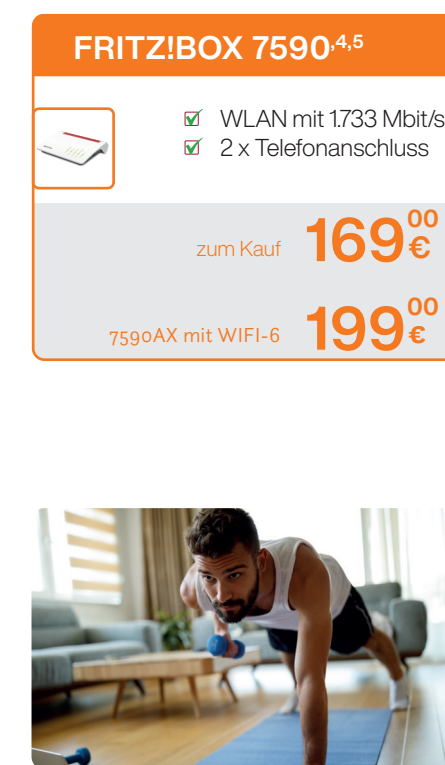 FRITZ!BOX 7590,4,5
WLAN mit 1.733 Mbit/s
2 x Telefonanschluss
zum Kauf 169 00 €
7590AX mit WIFI-6 199 00 €